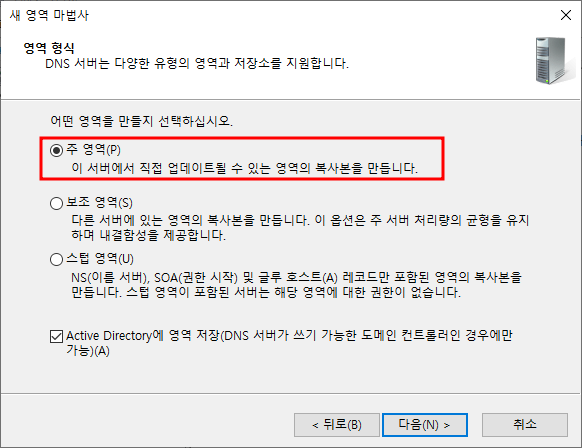 새 영역 마법사
영역 형식
DNS 서버는 다양한 유형의 영역과 저장소를 지원합니다.
어떤 영역을 만들지 선택하십시오.
주 영역(P)
이 서버에서 직접 업데이트될 수 있는 영역의 복사본을 만듭니다.
보조 영역(S)
다른 서버에 있는 영역의 복사본을 만듭니다. 이 옵션은 주 서버 처리량의 균형을 유지
하며 내결함성을 제공합니다.
스텁 영역(U)
NS(이름 서버), SOA(권한 시작) 및 글루 호스트(A) 레코드만 포함된 영역의 복사본을
만듭니다. 스텁 영역이 포함된 서버는 해당 영역에 대한 권한이 없습니다.
Active Directory에 영역 저장(DNS 서버가 쓰기 가능한 도메인 컨트롤러인 경우에만
가능)(A)
< 뒤로(B) 다음(N) > 취소